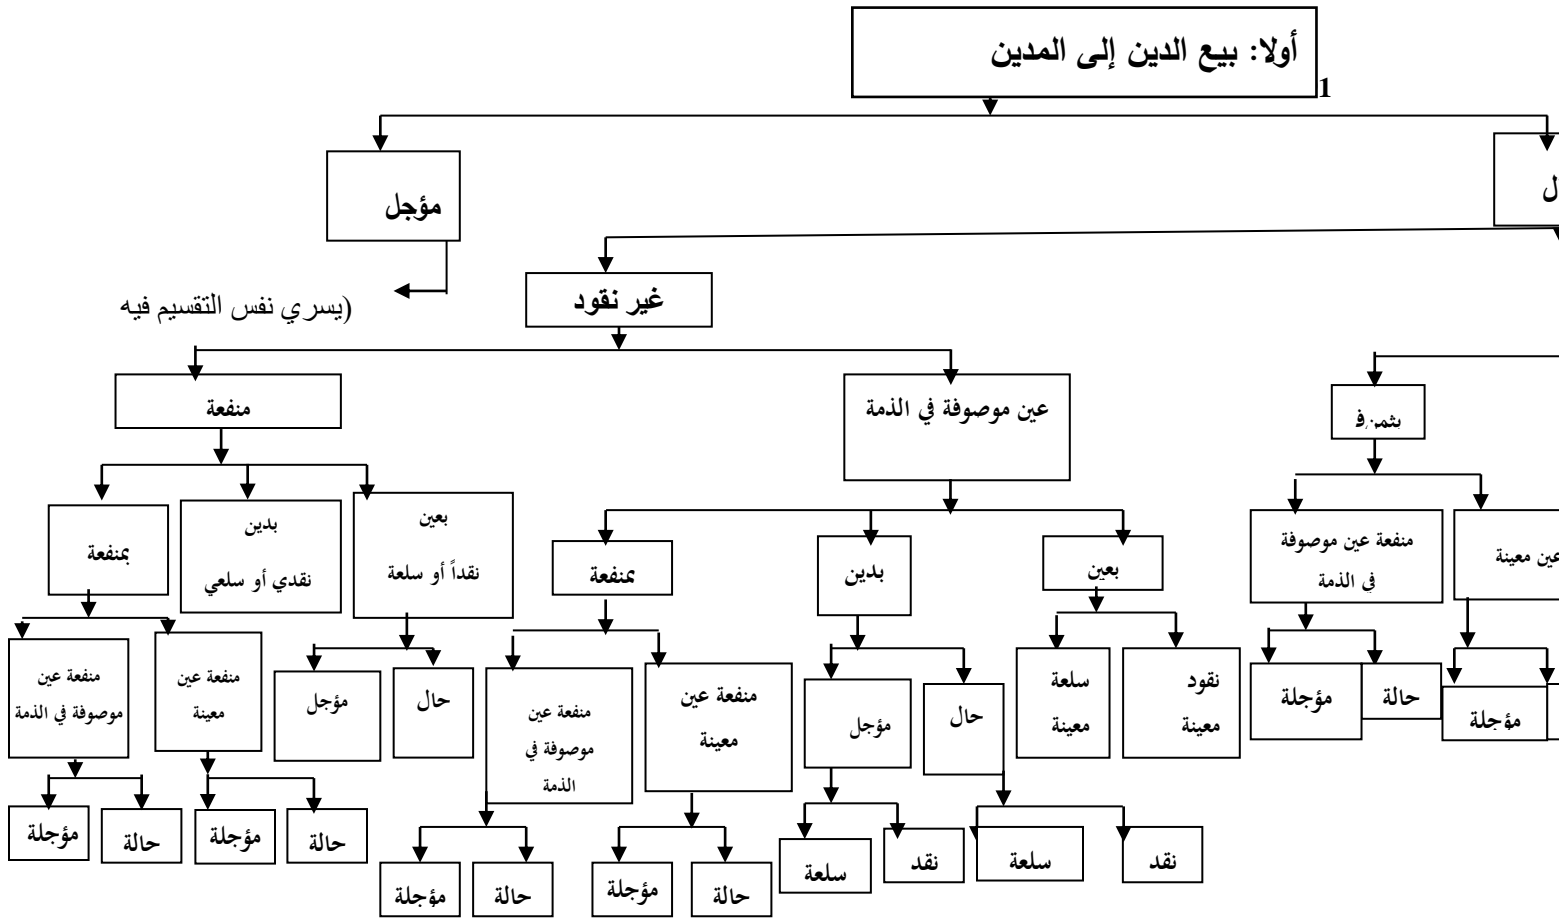 أولا: بيع الدين إلى المدين
1
مؤجل
غير نقود
(يسري نفس التقسيم فيه
عين موصوفة في الذمة
منفعة
عين معينة
منفعة عين موصوفة
في الذمة
بعين
بدين
بمنفعة
بعين
نقداً أو سلعة
بدين
نقدي أو سلعي
بمنفعة
مؤجلة
حالة
مؤجلة
نقود
معينة
سلعة
معينة
حال
مؤجل
منفعة عين
معينة
منفعة عين
موصوفة في
الذمة
حال
مؤجل
منفعة عين
معينة
منفعة عين
موصوفة في الذمة
نقد
سلعة
نقد
سلعة
حالة
مؤجلة
حالة
مؤجلة
حالة
مؤجلة
حالة
مؤجلة